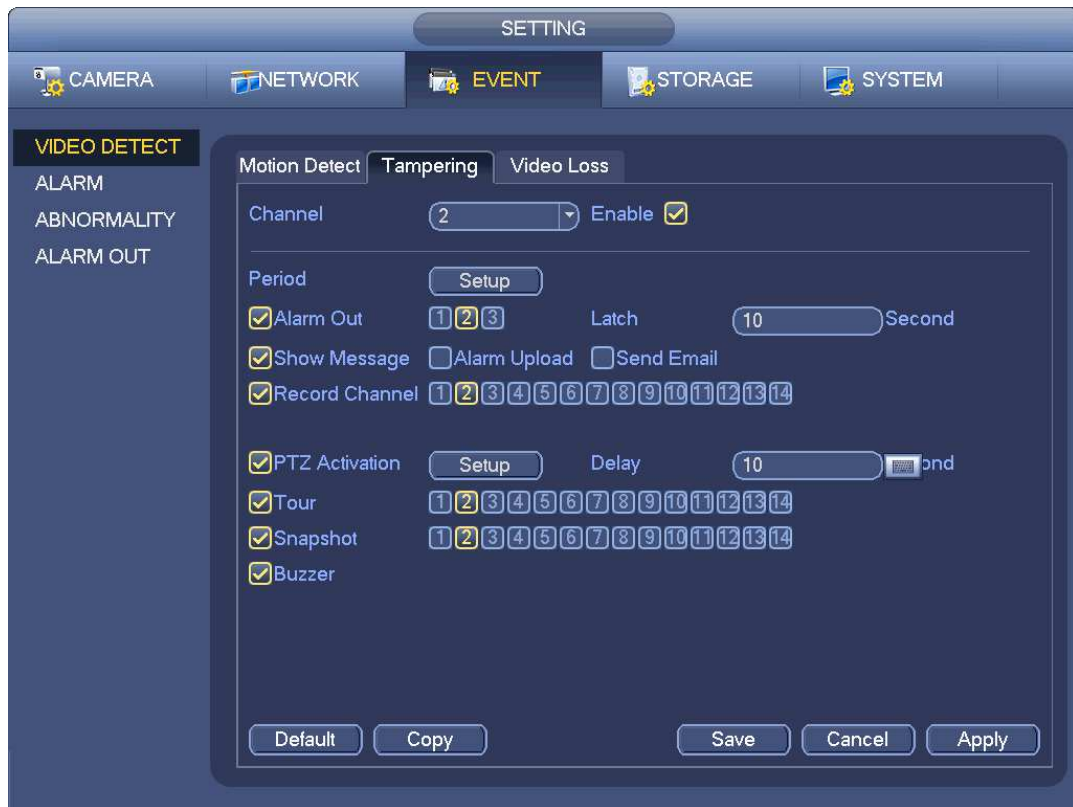 SETTING
CAMERA NETWORK EVENT STORAGE SYSTEM
VIDEO DETECT
ALARM
ABNORMALITY
ALARM OUT
Motion Detect Tampering Video Loss
Channel 2 Enable
Period Setup
Alarm Out 1 2 3 Latch 10 Second
Show Message Alarm Upload Send Email
Record Channel 1 2 3 4 5 6 7 8 9 10 11 12 13 14
PTZ Activation Setup Delay 10 ond
Tour 1 2 3 4 5 6 7 8 9 10 11 12 13 14
Snapshot 1 2 3 4 5 6 7 8 9 10 11 12 13 14
Buzzer
Default Copy Save Cancel Apply